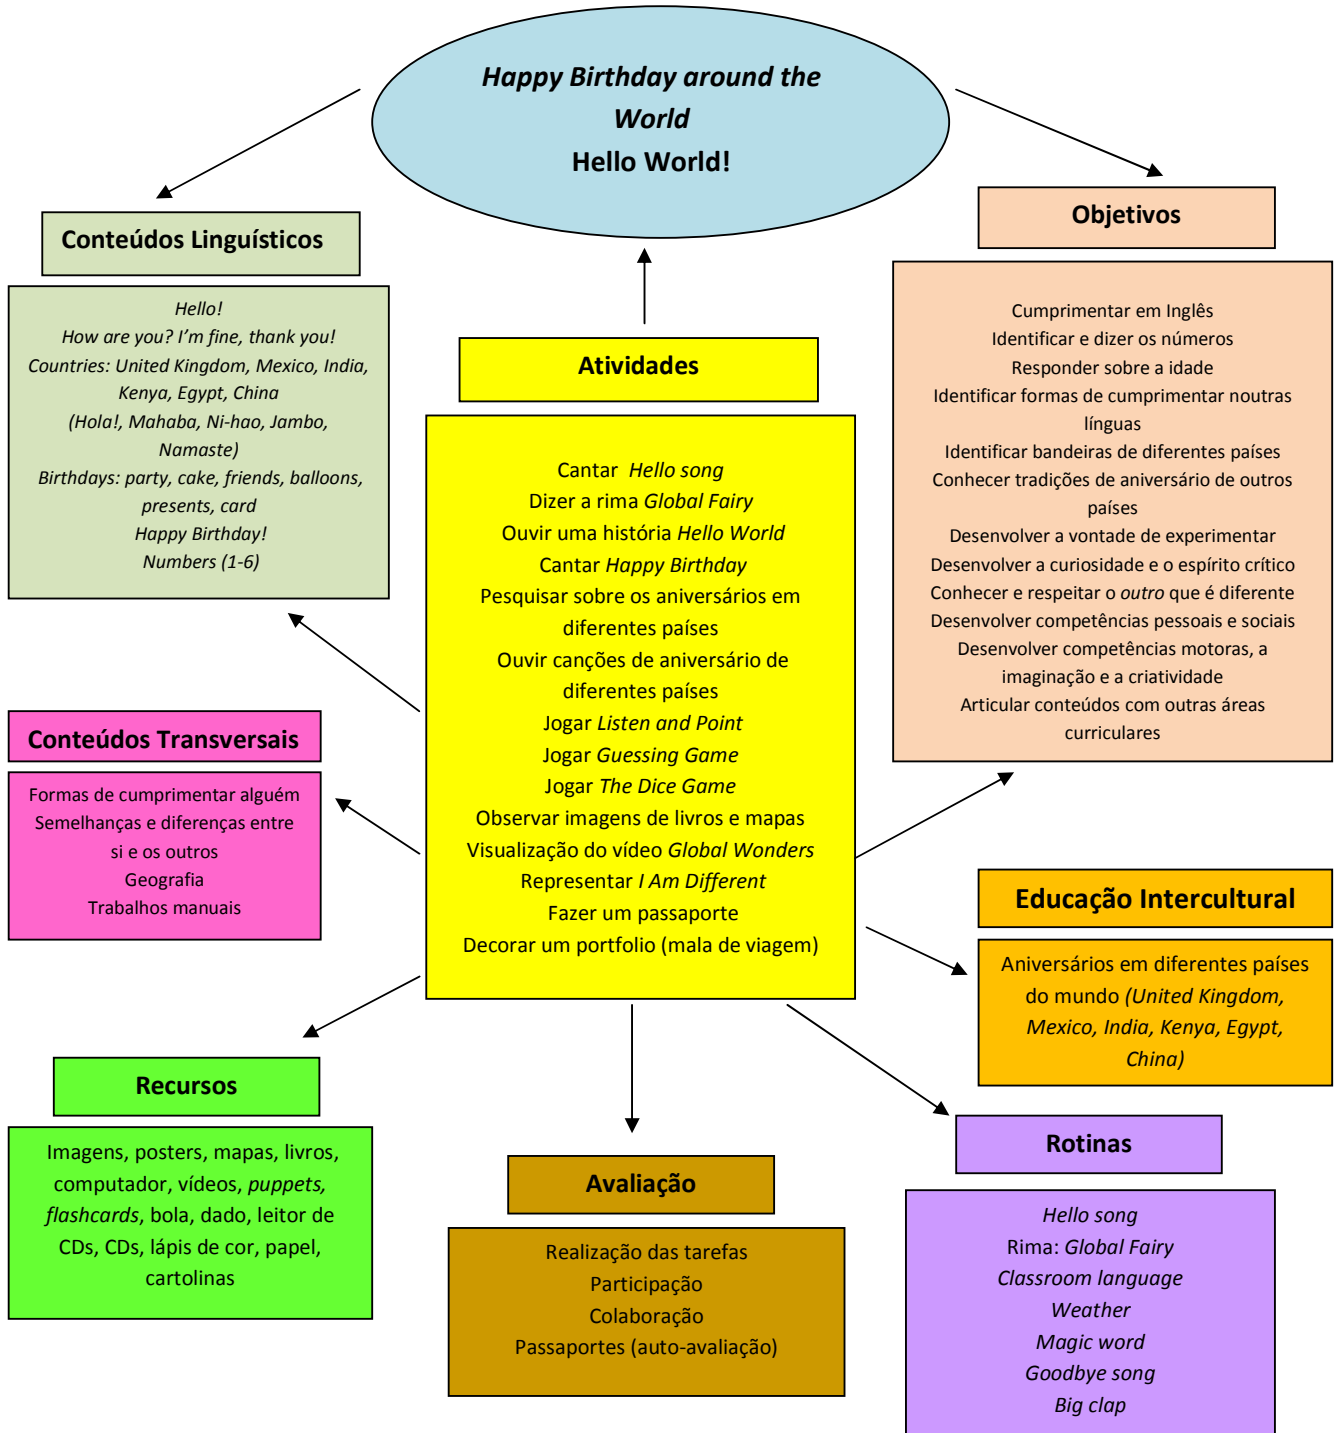 Happy Birthday around the
World
Hello World!
Conteúdos Linguísticos
Hello!
How are you? I'm fine, thank you!
Countries: United Kingdom, Mexico, India,
Kenya, Egypt, China
(Hola!, Mahaba, Ni-hao, Jambo,
Namaste)
Birthdays: party, cake, friends, balloons,
presents, card
Happy Birthday!
Numbers (1-6)
Objetivos
Cumprimentar em Inglês
Identificar e dizer os números
Responder sobre a idade
Identificar formas de cumprimentar noutras
línguas
Identificar bandeiras de diferentes países
Conhecer tradições de aniversário de outros
países
Desenvolver a vontade de experimentar
Desenvolver a curiosidade e o espírito crítico
Conhecer e respeitar o outro que é diferente
Desenvolver competências pessoais e sociais
Desenvolver competências motoras, a
imaginação e a criatividade
Articular conteúdos com outras áreas
curriculares
Atividades
Cantar Hello song
Dizer a rima Global Fairy
Ouvir uma história Hello World
Cantar Happy Birthday
Pesquisar sobre os aniversários em
diferentes países
Ouvir canções de aniversário de
diferentes países
Jogar Listen and Point
Jogar Guessing Game
Jogar The Dice Game
Observar imagens de livros e mapas
Visualização do vídeo Global Wonders
Representar I Am Different
Fazer um passaporte
Decorar um portfolio (mala de viagem)
Conteúdos Transversais
Formas de cumprimentar alguém
Semelhanças e diferenças entre
si e os outros
Geografia
Trabalhos manuais
Educação Intercultural
Aniversários em diferentes países
do mundo (United Kingdom,
Mexico, India, Kenya, Egypt,
China)
Recursos
Imagens, posters, mapas, livros,
computador, vídeos, puppets,
flashcards, bola, dado, leitor de
CDs, CDs, lápis de cor, papel,
cartolinas
Avaliação
Realização das tarefas
Participação
Colaboração
Passaportes (auto-avaliação)
Rotinas
Hello song
Rima: Global Fairy
Classroom language
Weather
Magic word
Goodbye song
Big clap